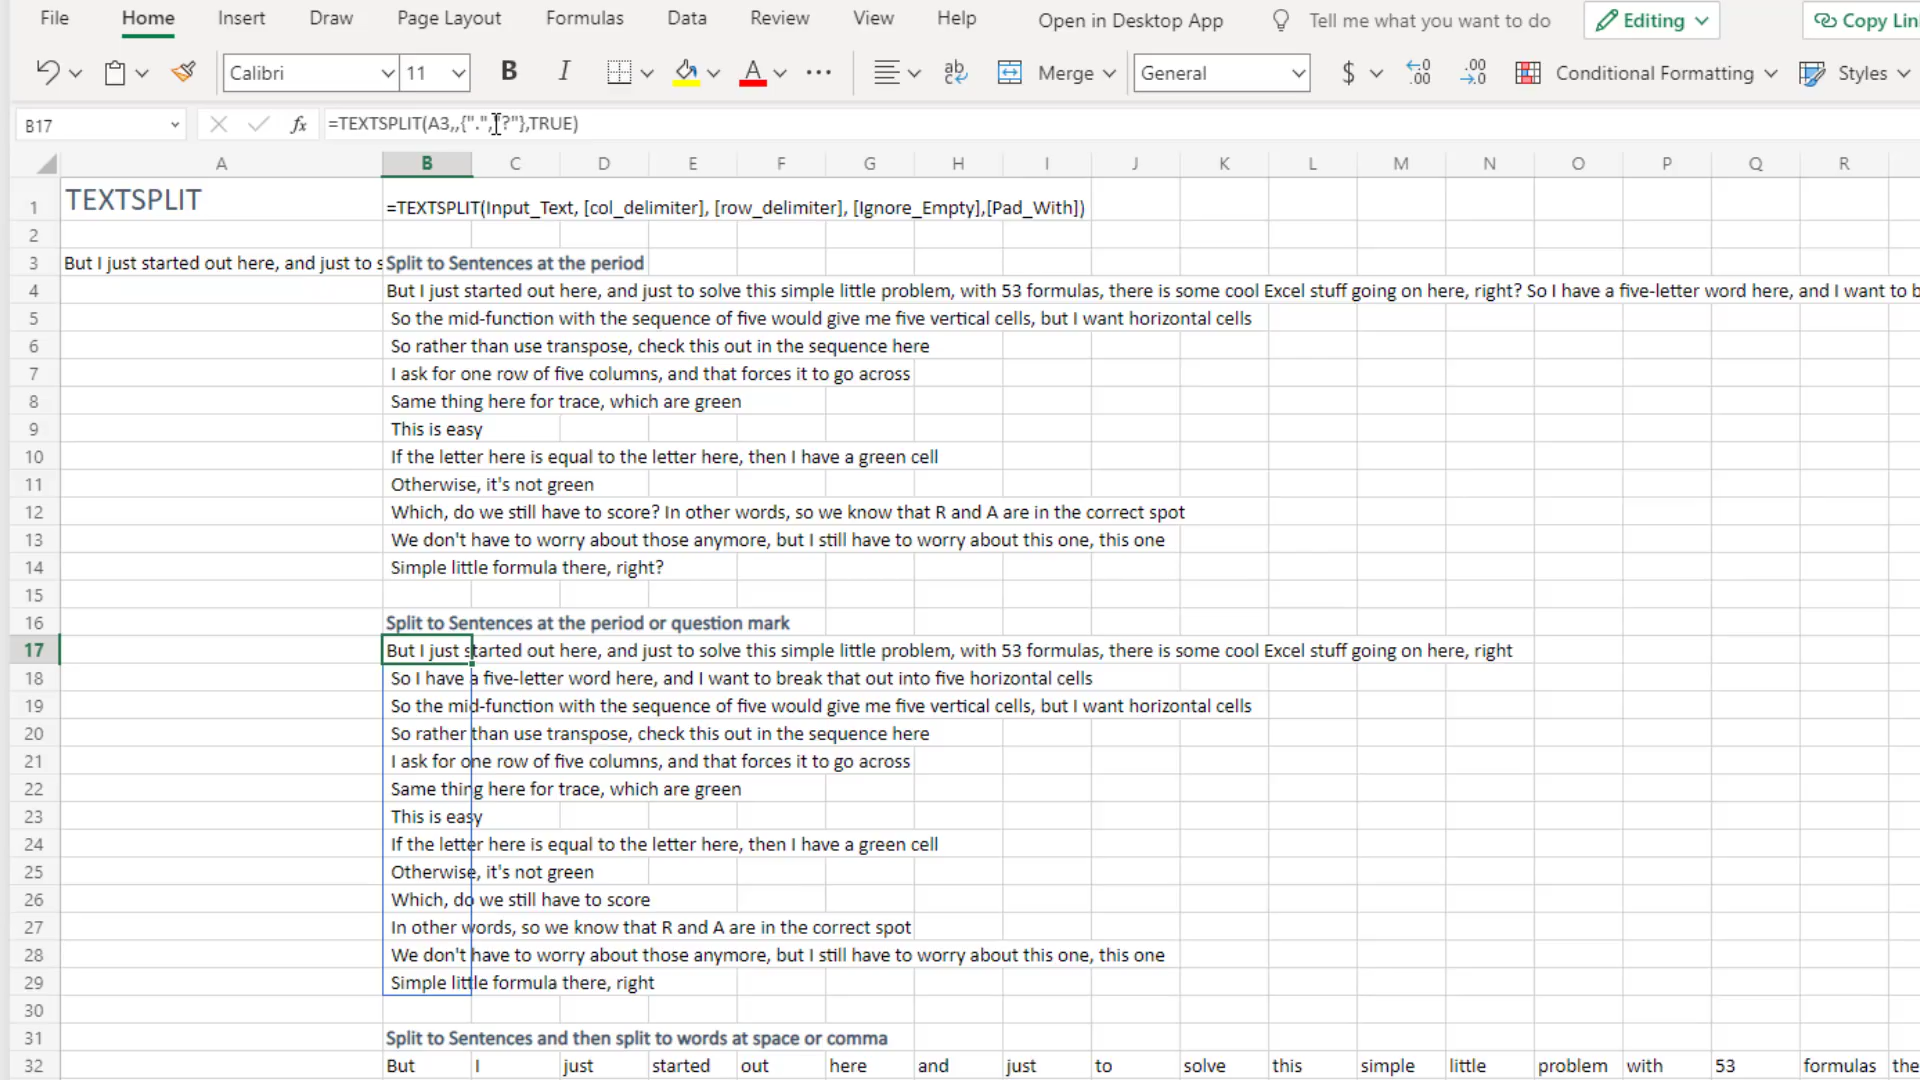 File Home Insert Draw Page Layout Formulas Data Review View Help Open in Desktop App Tell me what you want to do Editing Copy Lin
Calibri 11 B I A ab General $ .00 .00 Merge Conditional Formatting Styles
B17 fx =TEXTSPLIT(A3,,{".","?"},TRUE)
A B C D E F G H I J K L M N O P Q R
1 TEXTSPLIT =TEXTSPLIT(Input_Text, [col_delimiter], [row_delimiter], [Ignore_Empty],[Pad_With])
2
3 But I just started out here, and just to s Split to Sentences at the period
4 But I just started out here, and just to solve this simple little problem, with 53 formulas, there is some cool Excel stuff going on here, right? So I have a five-letter word here, and I want to b
5 So the mid-function with the sequence of five would give me five vertical cells, but I want horizontal cells
6 So rather than use transpose, check this out in the sequence here
7 I ask for one row of five columns, and that forces it to go across
8 Same thing here for trace, which are green
9 This is easy
10 If the letter here is equal to the letter here, then I have a green cell
11 Otherwise, it's not green
12 Which, do we still have to score? In other words, so we know that R and A are in the correct spot
13 We don't have to worry about those anymore, but I still have to worry about this one, this one
14 Simple little formula there, right?
15
16 Split to Sentences at the period or question mark
17 But I just started out here, and just to solve this simple little problem, with 53 formulas, there is some cool Excel stuff going on here, right
18 So I have a five-letter word here, and I want to break that out into five horizontal cells
19 So the mid-function with the sequence of five would give me five vertical cells, but I want horizontal cells
20 So rather than use transpose, check this out in the sequence here
21 I ask for one row of five columns, and that forces it to go across
22 Same thing here for trace, which are green
23 This is easy
24 If the letter here is equal to the letter here, then I have a green cell
25 Otherwise, it's not green
26 Which, do we still have to score
27 In other words, so we know that R and A are in the correct spot
28 We don't have to worry about those anymore, but I still have to worry about this one, this one
29 Simple little formula there, right
30
31 Split to Sentences and then split to words at space or comma
32 But I just started out here and just to solve this simple little problem with 53 formulas the